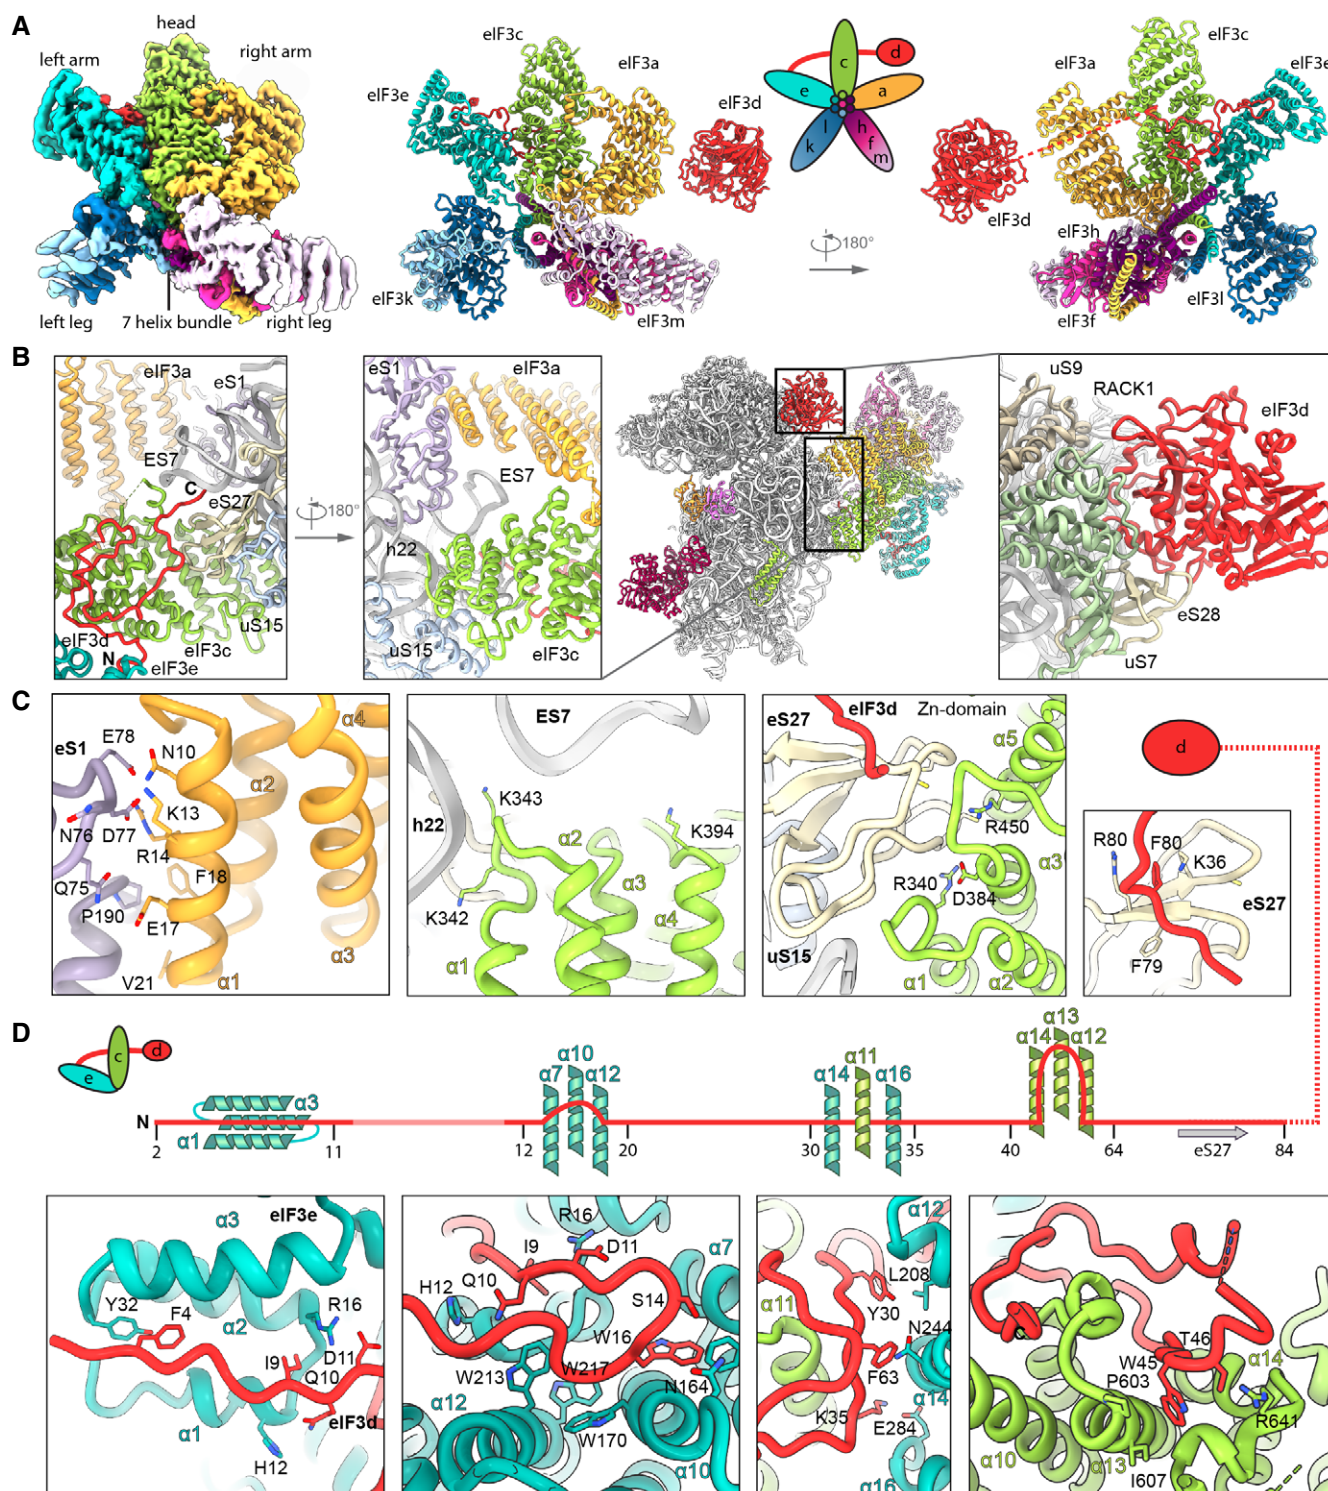 A
head
left arm
right arm
left leg
7 helix bundle
right leg
eIF3c
eIF3a
eIF3e
eIF3d
eIF3k
eIF3m
c
d
e
a
l
h
k
f
m
180°
eIF3c
eIF3a
eIF3e
eIF3d
eIF3h
eIF3f
eIF3l
B
eIF3a
eS1
ES7
C
eS27
uS15
eIF3d
eIF3c
N
eIF3e
180°
eS1
eIF3a
ES7
h22
uS15
eIF3c
uS9
RACK1
eIF3d
eS28
uS7
C
eS1
E78
N10
α4
α2
K13
N76
D77
R14
F18
Q75
P190
E17
α3
V21
α1
ES7
K343
h22
α2
K394
α3
K342
α4
α1
eS27
eIF3d
Zn-domain
α5
R450
α3
R340
D384
uS15
α1
α2
d
R80
F80
K36
eS27
F79
D
c
d
e
N
α1
α3
α7
α10
α12
α14
α11
α16
α14
α13
α12
2
11
12
20
30
35
40
64
eS27
84
α3
eIF3e
Y32
F4
α2
R16
I9
D11
Q10
α1
eIF3d
H12
R16
I9
D11
α7
Q10
H12
S14
W16
W217
W213
N164
α12
W170
α10
α12
L208
α11
Y30
N244
F63
α14
K35
E284
α16
T46
W45
α14
P603
R641
α10
α13
I607